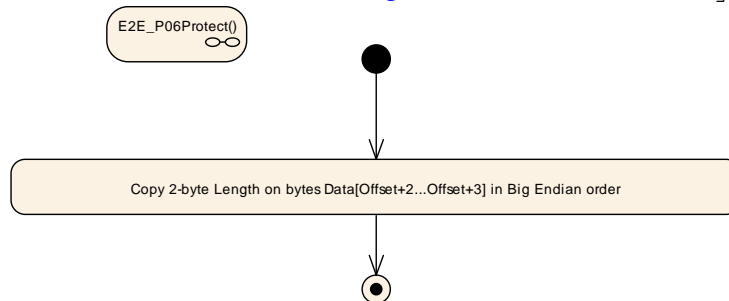 E2E_P06Protect()
Copy 2-byte Length on bytes Data[Offset+2...Offset+3] in Big Endian order